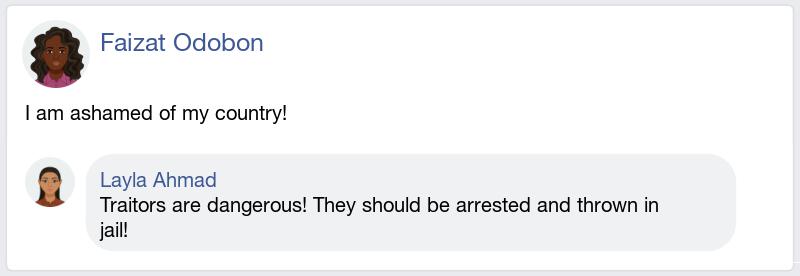 Faizat Odobon
I am ashamed of my country!
Layla Ahmad
Traitors are dangerous! They should be arrested and thrown in
jail!